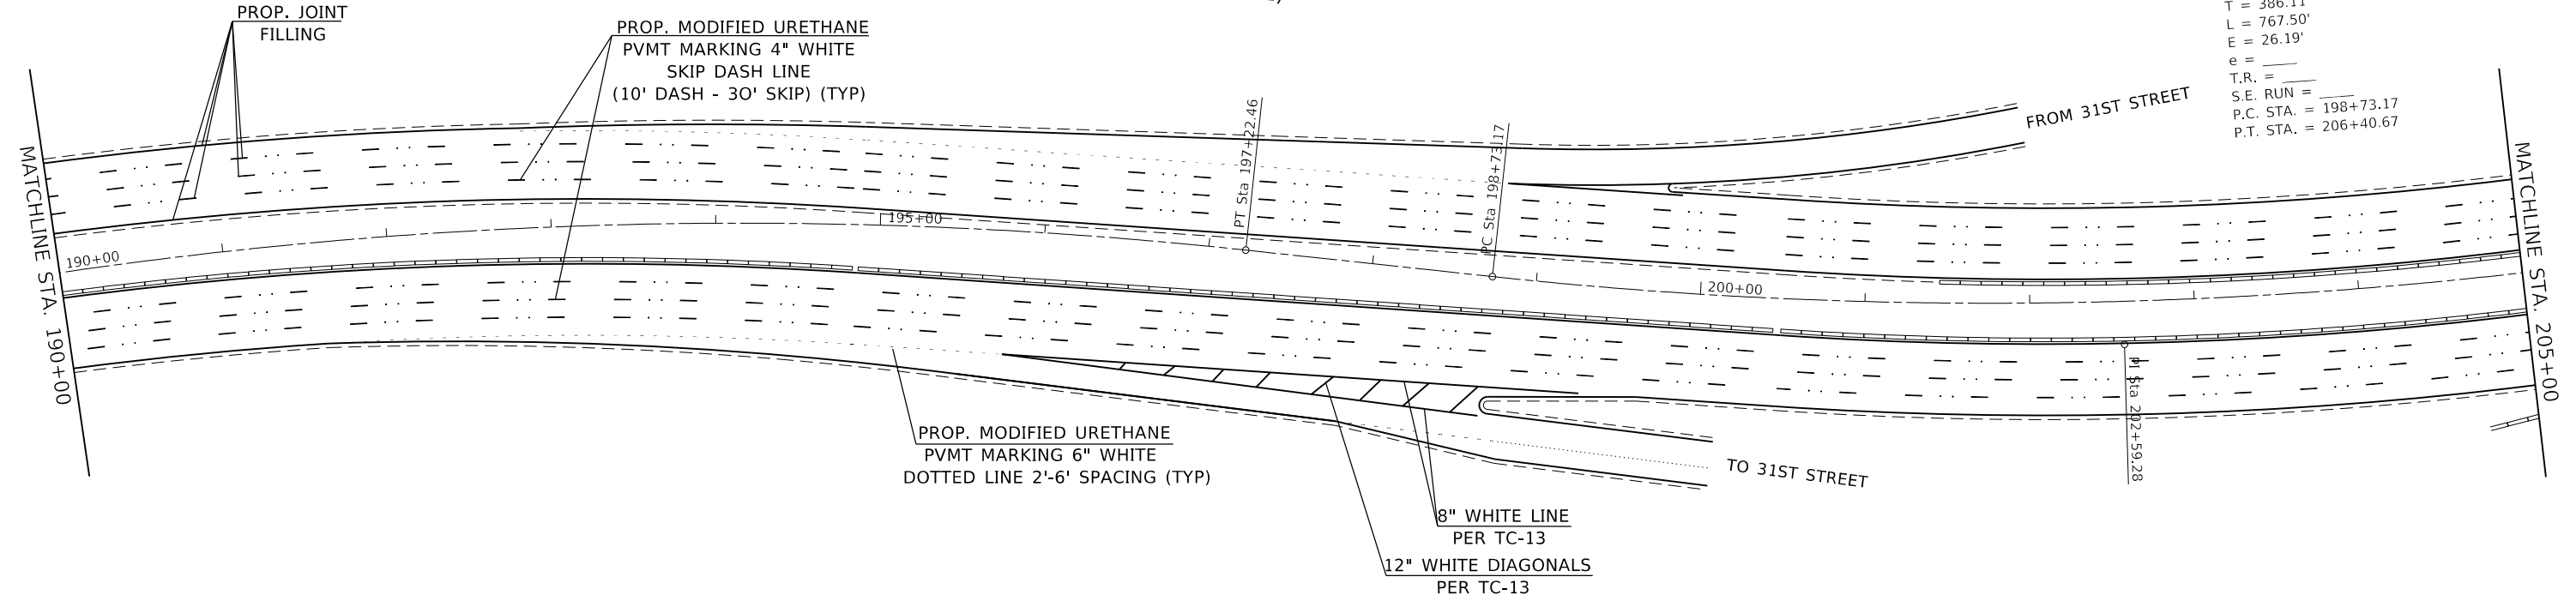 PROP. JOINT
FILLING
PROP. MODIFIED URETHANE
PVMT MARKING 4" WHITE
SKIP DASH LINE
(10' DASH - 30' SKIP) (TYP)
T = 386.11'
L = 767.50'
E = 26.19'
e = ____
T.R. = ____
S.E. RUN = ____
P.C. STA. = 198+73.17
P.T. STA. = 206+40.67
FROM 31ST STREET
MATCHLINE STA. 190+00
190+00
195+00
PT Sta 197+22.46
PC Sta 198+73.17
200+00
PI Sta 202+59.28
MATCHLINE STA. 205+00
PROP. MODIFIED URETHANE
PVMT MARKING 6" WHITE
DOTTED LINE 2'-6' SPACING (TYP)
TO 31ST STREET
8" WHITE LINE
PER TC-13
12" WHITE DIAGONALS
PER TC-13